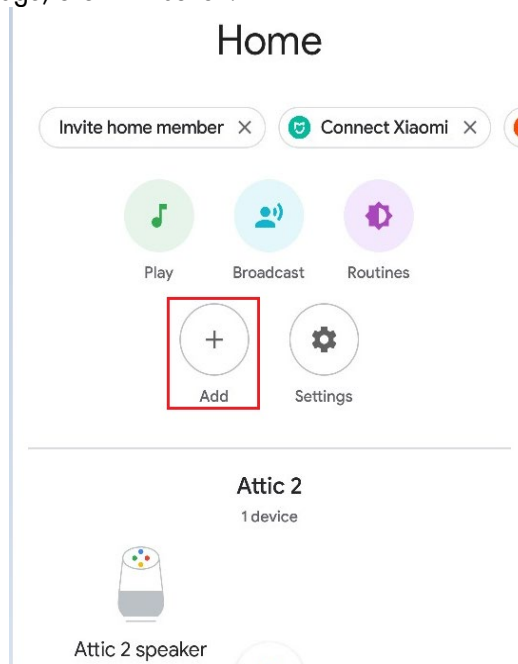 Home
Invite home member
Connect Xiaomi
Play Broadcast Routines
Add Settings
Attic 2
1 device
Attic 2 speaker